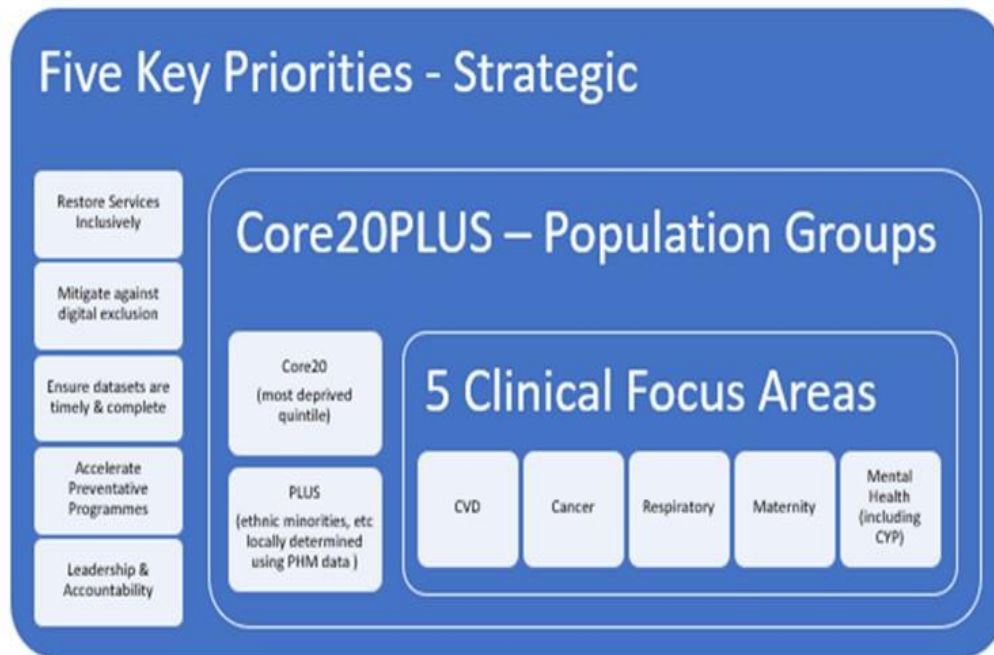 Five Key Priorities - Strategic
Restore Services
Inclusively
Mitigate against
digital exclusion
Ensure datasets are
timely & complete
Accelerate
Preventative
Programmes
Leadership &
Accountability
Core20PLUS – Population Groups
Core20
(most deprived
quintile)
PLUS
(ethnic minorities, etc
locally determined
using PHM data )
5 Clinical Focus Areas
CVD
Cancer
Respiratory
Maternity
Mental
Health
(including
CYP)